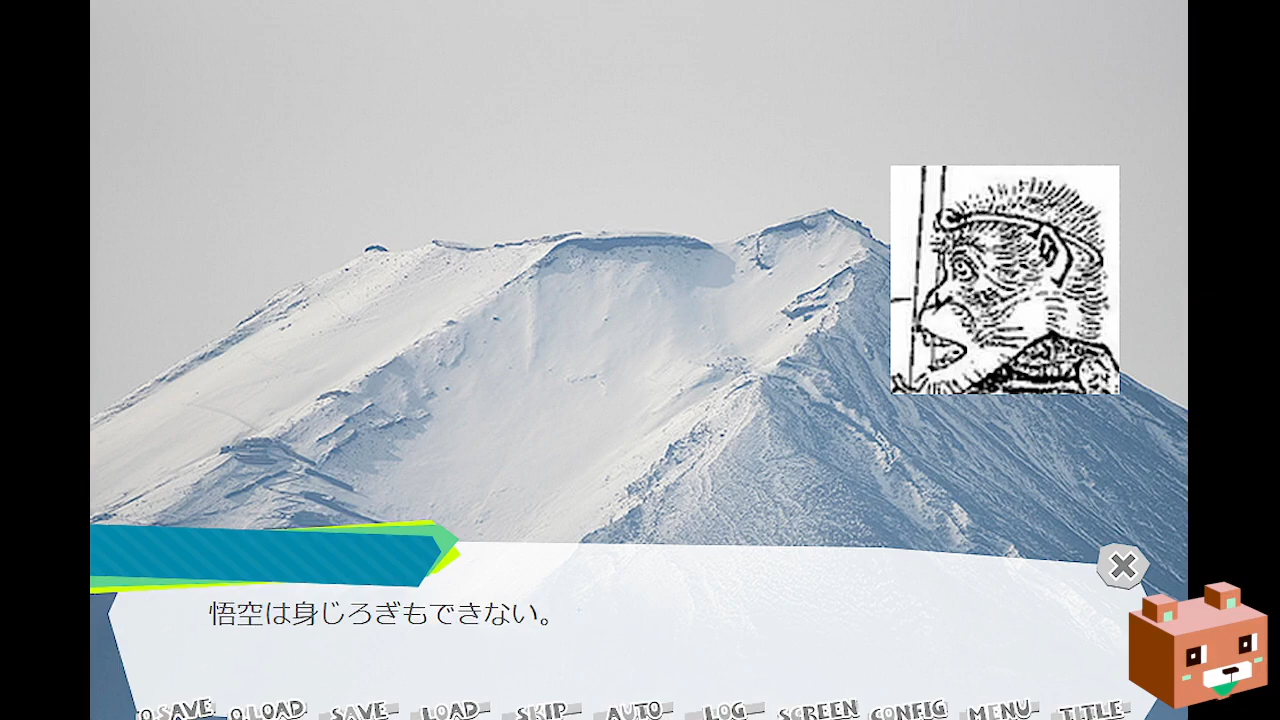 悟空は身じろぎもできない。
Q.SAVE Q.LOAD SAVE LOAD SKIP AUTO LOG SCREEN CONFIG MENU TITLE